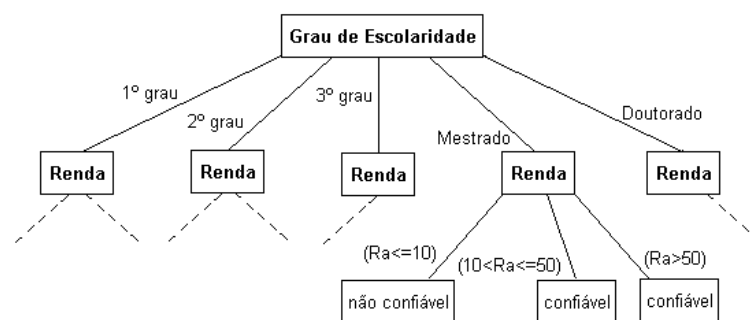 Grau de Escolaridade
1º grau
2º grau
3º grau
Mestrado
Doutorado
Renda
Renda
Renda
Renda
Renda
(Ra<=10)
(10<Ra<=50)
(Ra>50)
não confiável
confiável
confiável